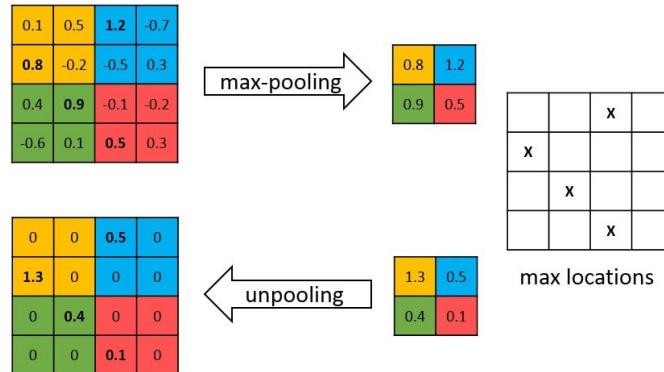 0.1 0.5 1.2 -0.7
0.8 -0.2 -0.5 0.3
0.4 0.9 -0.1 -0.2
-0.6 0.1 0.5 0.3
max-pooling
0.8 1.2
0.9 0.5
X
X
X
X
max locations
0 0 0.5 0
1.3 0 0 0
0 0.4 0 0
0 0 0.1 0
unpooling
1.3 0.5
0.4 0.1